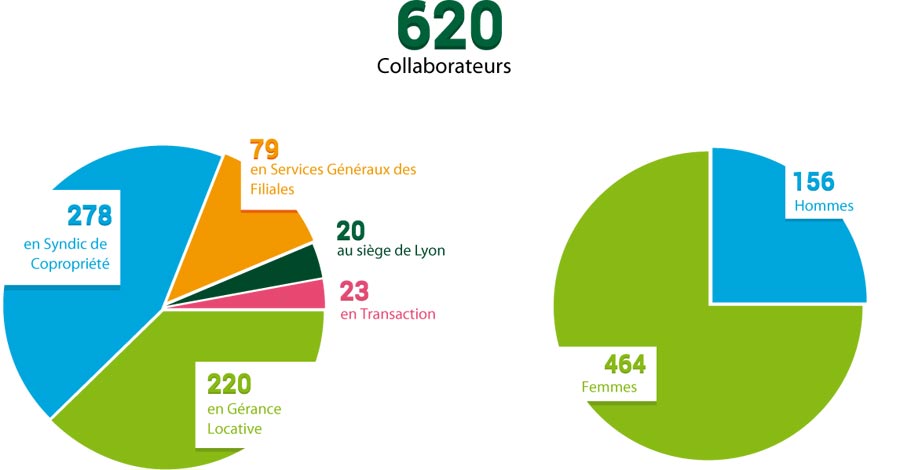 620
Collaborateurs
79
en Services Généraux des
Filiales
278
en Syndic de
Copropriété
20
au siège de Lyon
23
en Transaction
220
en Gérance
Locative
156
Hommes
464
Femmes